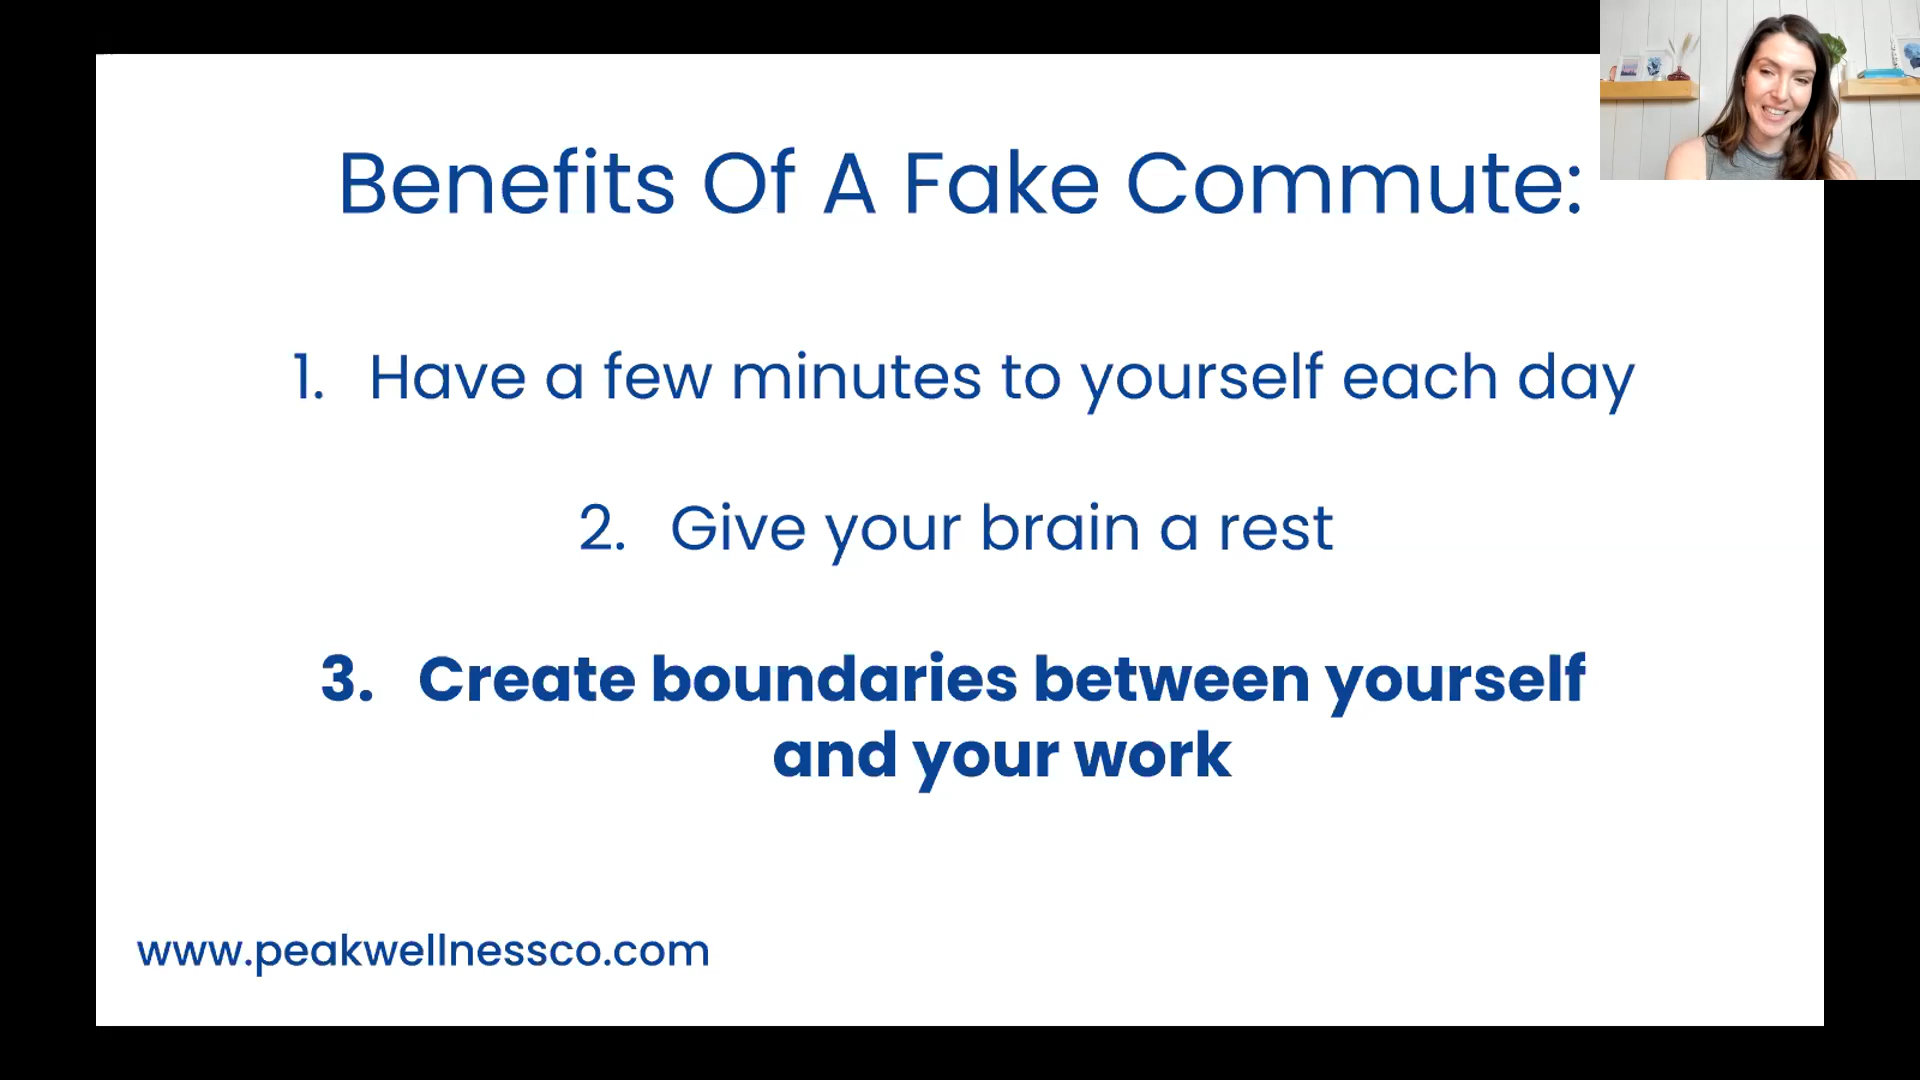 Benefits Of A Fake Commute:
1. Have a few minutes to yourself each day
2. Give your brain a rest
3. Create boundaries between yourself
and your work
www.peakwellnessco.com